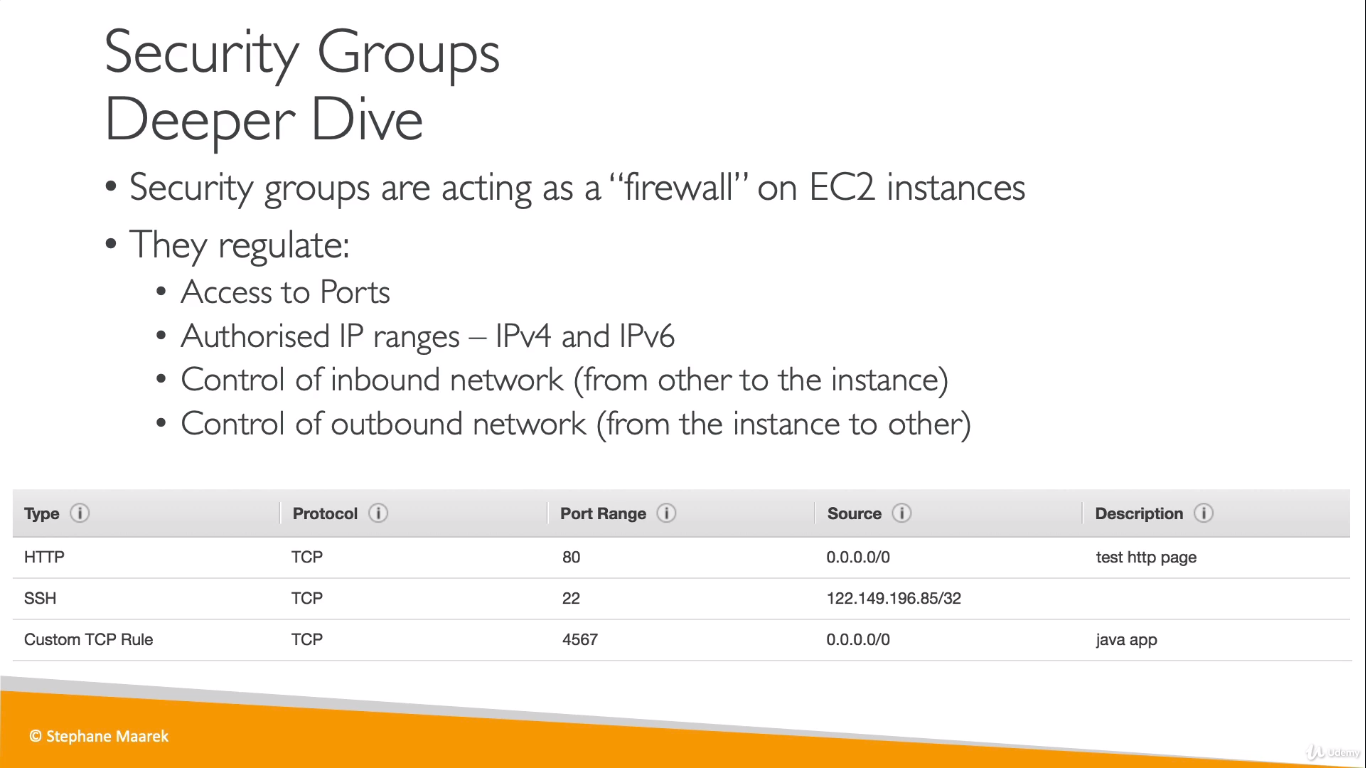 Security Groups
Deeper Dive
• Security groups are acting as a “firewall” on EC2 instances
• They regulate:
• Access to Ports
• Authorised IP ranges – IPv4 and IPv6
• Control of inbound network (from other to the instance)
• Control of outbound network (from the instance to other)
Type Protocol Port Range Source Description
HTTP TCP 80 0.0.0.0/0 test http page
SSH TCP 22 122.149.196.85/32
Custom TCP Rule TCP 4567 0.0.0.0/0 java app
© Stephane Maarek
Udemy